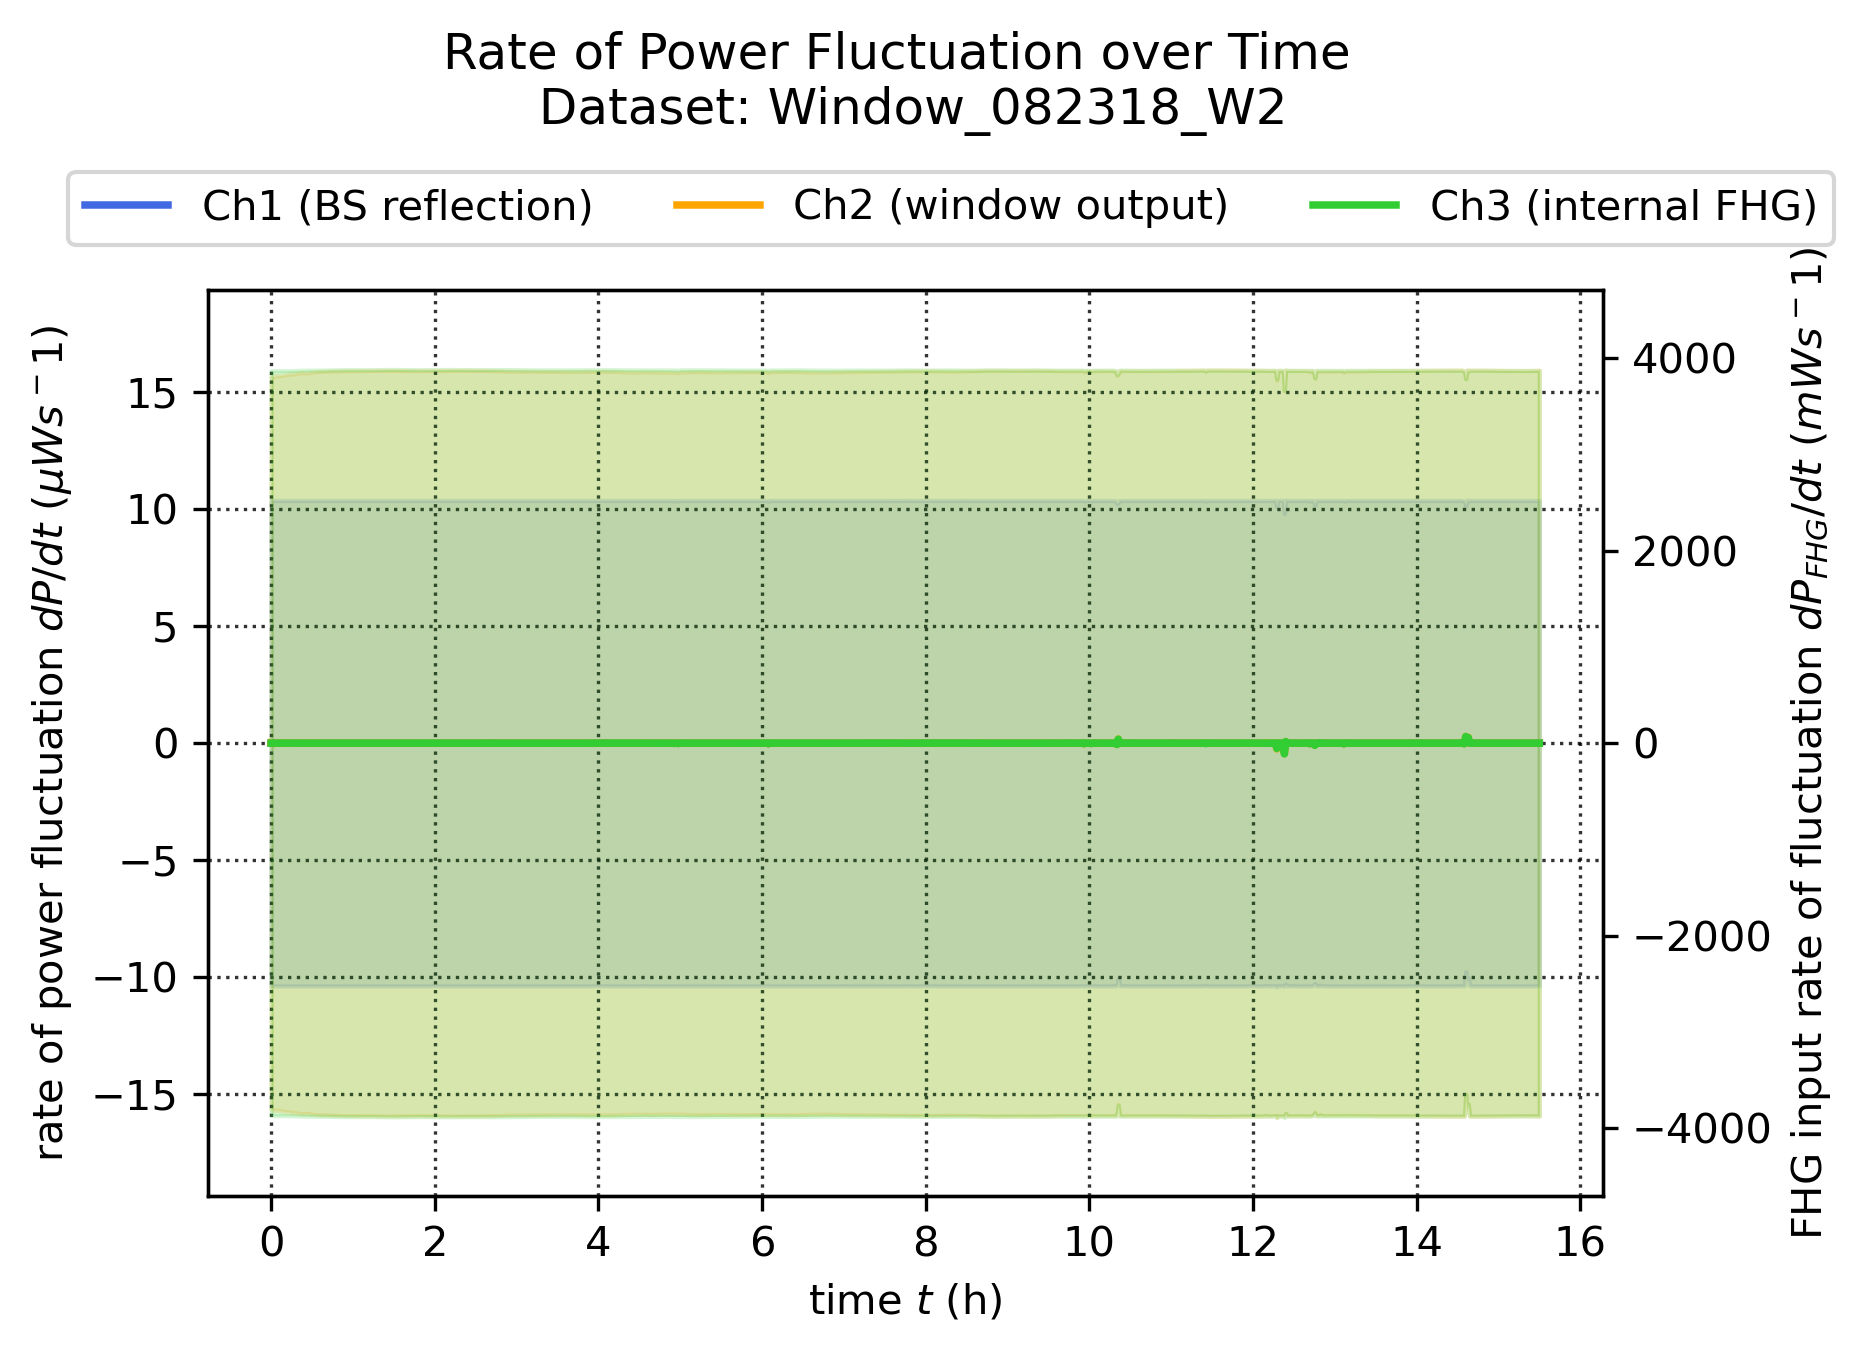 Rate of Power Fluctuation over Time
Dataset: Window_082318_W2
Ch1 (BS reflection) Ch2 (window output) Ch3 (internal FHG)
rate of power fluctuation dP/dt (μWs⁻1)
15
10
5
0
−5
−10
−15
4000
2000
0
−2000
−4000
FHG input rate of fluctuation dP_FHG/dt (mWs⁻1)
0 2 4 6 8 10 12 14 16
time t (h)